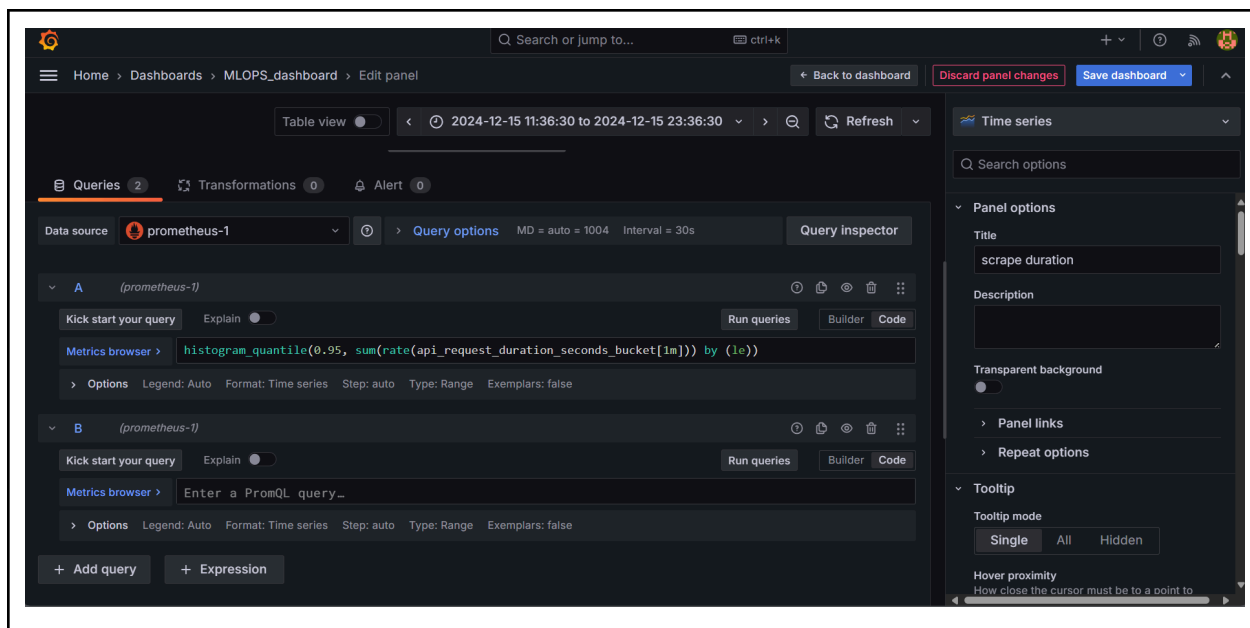 Search or jump to... ctrl+k
Home › Dashboards › MLOPS_dashboard › Edit panel
Back to dashboard
Discard panel changes
Save dashboard
Table view
2024-12-15 11:36:30 to 2024-12-15 23:36:30
Refresh
Queries 2
Transformations 0
Alert 0
Data source
prometheus-1
Query options
MD = auto = 1004
Interval = 30s
Query inspector
A
(prometheus-1)
Kick start your query
Explain
Run queries
Builder
Code
Metrics browser >
histogram_quantile(0.95, sum(rate(api_request_duration_seconds_bucket[1m])) by (le))
Options Legend: Auto Format: Time series Step: auto Type: Range Exemplars: false
B
(prometheus-1)
Kick start your query
Explain
Run queries
Builder
Code
Metrics browser >
Enter a PromQL query…
Options Legend: Auto Format: Time series Step: auto Type: Range Exemplars: false
+ Add query
+ Expression
Time series
Search options
Panel options
Title
scrape duration
Description
Transparent background
Panel links
Repeat options
Tooltip
Tooltip mode
Single
All
Hidden
Hover proximity
How close the cursor must be to a point to